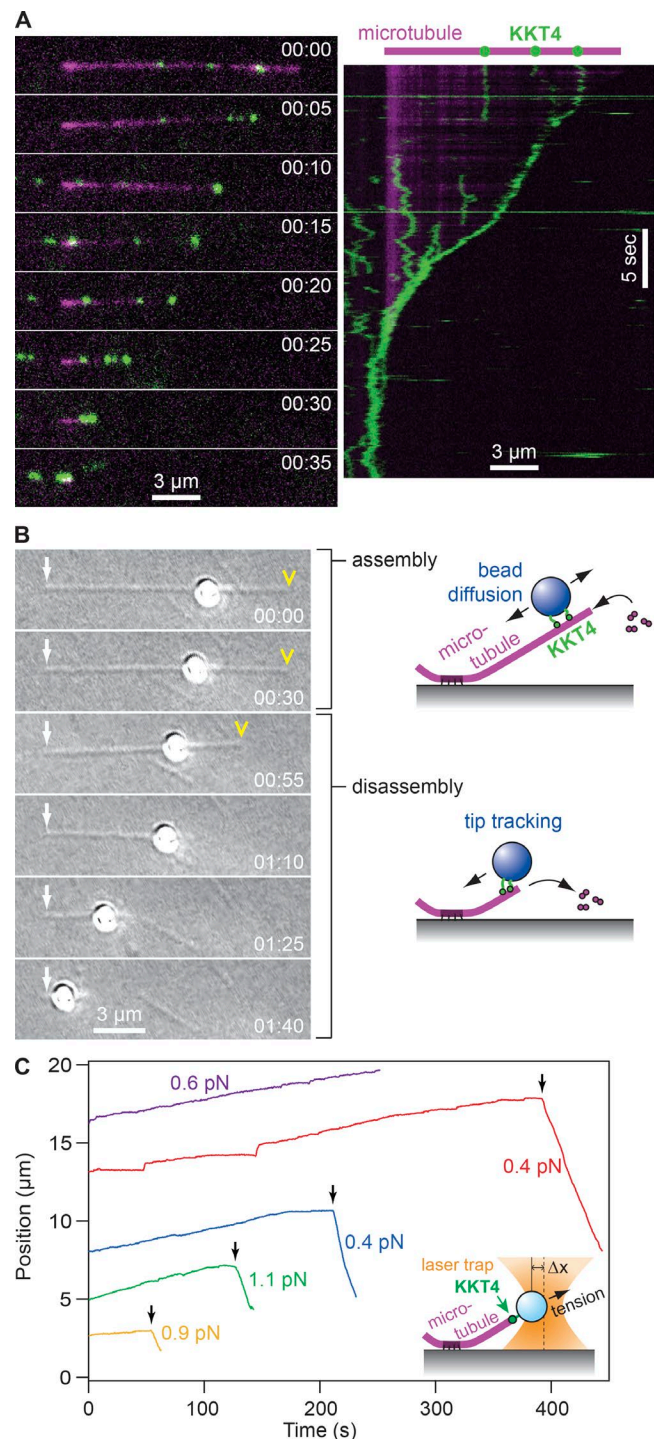 A
00:00
00:05
00:10
00:15
00:20
00:25
00:30
00:35
3 µm
microtubule
KKT4
5 sec
3 µm
B
00:00
00:30
00:55
01:10
01:25
01:40
3 µm
assembly
disassembly
bead
diffusion
micro-
tubule
KKT4
tip tracking
C
Position (µm)
20
15
10
5
0
0.6 pN
0.4 pN
0.4 pN
1.1 pN
0.9 pN
laser trap
Δx
KKT4
tension
micro-
tubule
0
100
200
300
400
Time (s)